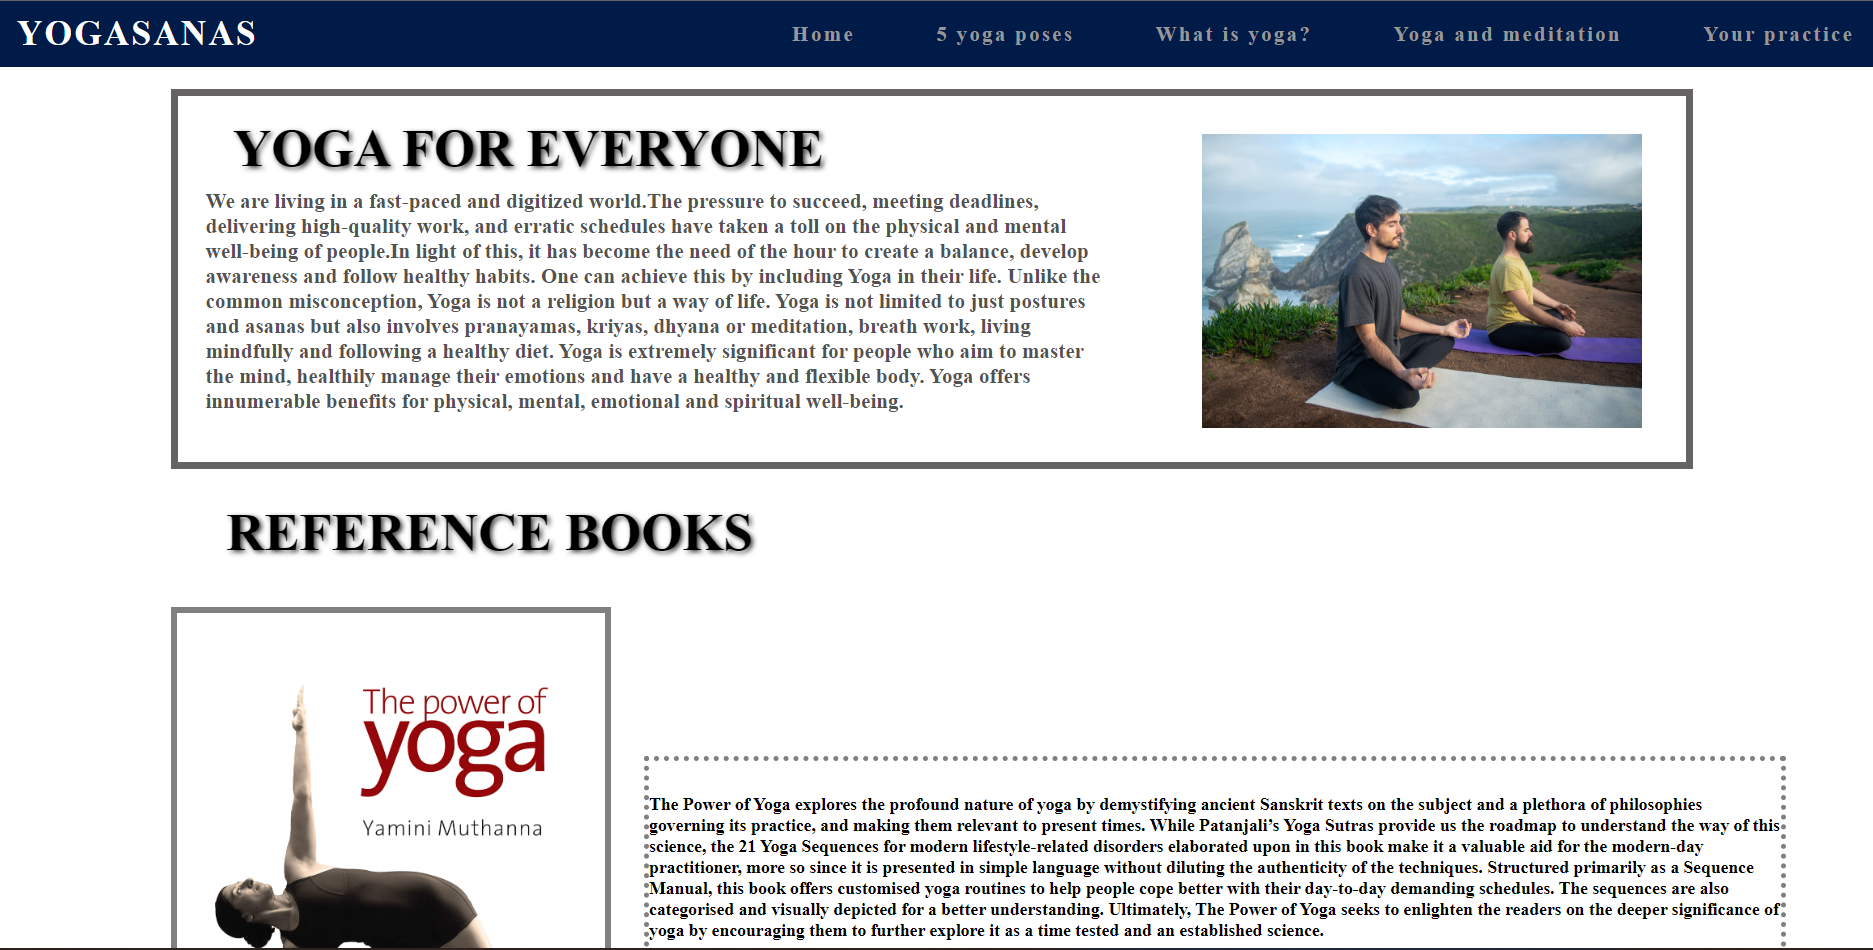 YOGASANAS
Home
5 yoga poses
What is yoga?
Yoga and meditation
Your practice
YOGA FOR EVERYONE
We are living in a fast-paced and digitized world.The pressure to succeed, meeting deadlines,
delivering high-quality work, and erratic schedules have taken a toll on the physical and mental
well-being of people.In light of this, it has become the need of the hour to create a balance, develop
awareness and follow healthy habits. One can achieve this by including Yoga in their life. Unlike the
common misconception, Yoga is not a religion but a way of life. Yoga is not limited to just postures
and asanas but also involves pranayamas, kriyas, dhyana or meditation, breath work, living
mindfully and following a healthy diet. Yoga is extremely significant for people who aim to master
the mind, healthily manage their emotions and have a healthy and flexible body. Yoga offers
innumerable benefits for physical, mental, emotional and spiritual well-being.
REFERENCE BOOKS
The power of
yoga
Yamini Muthanna
The Power of Yoga explores the profound nature of yoga by demystifying ancient Sanskrit texts on the subject and a plethora of philosophies
governing its practice, and making them relevant to present times. While Patanjali’s Yoga Sutras provide us the roadmap to understand the way of this
science, the 21 Yoga Sequences for modern lifestyle-related disorders elaborated upon in this book make it a valuable aid for the modern-day
practitioner, more so since it is presented in simple language without diluting the authenticity of the techniques. Structured primarily as a Sequence
Manual, this book offers customised yoga routines to help people cope better with their day-to-day demanding schedules. The sequences are also
categorised and visually depicted for a better understanding. Ultimately, The Power of Yoga seeks to enlighten the readers on the deeper significance of
yoga by encouraging them to further explore it as a time tested and an established science.